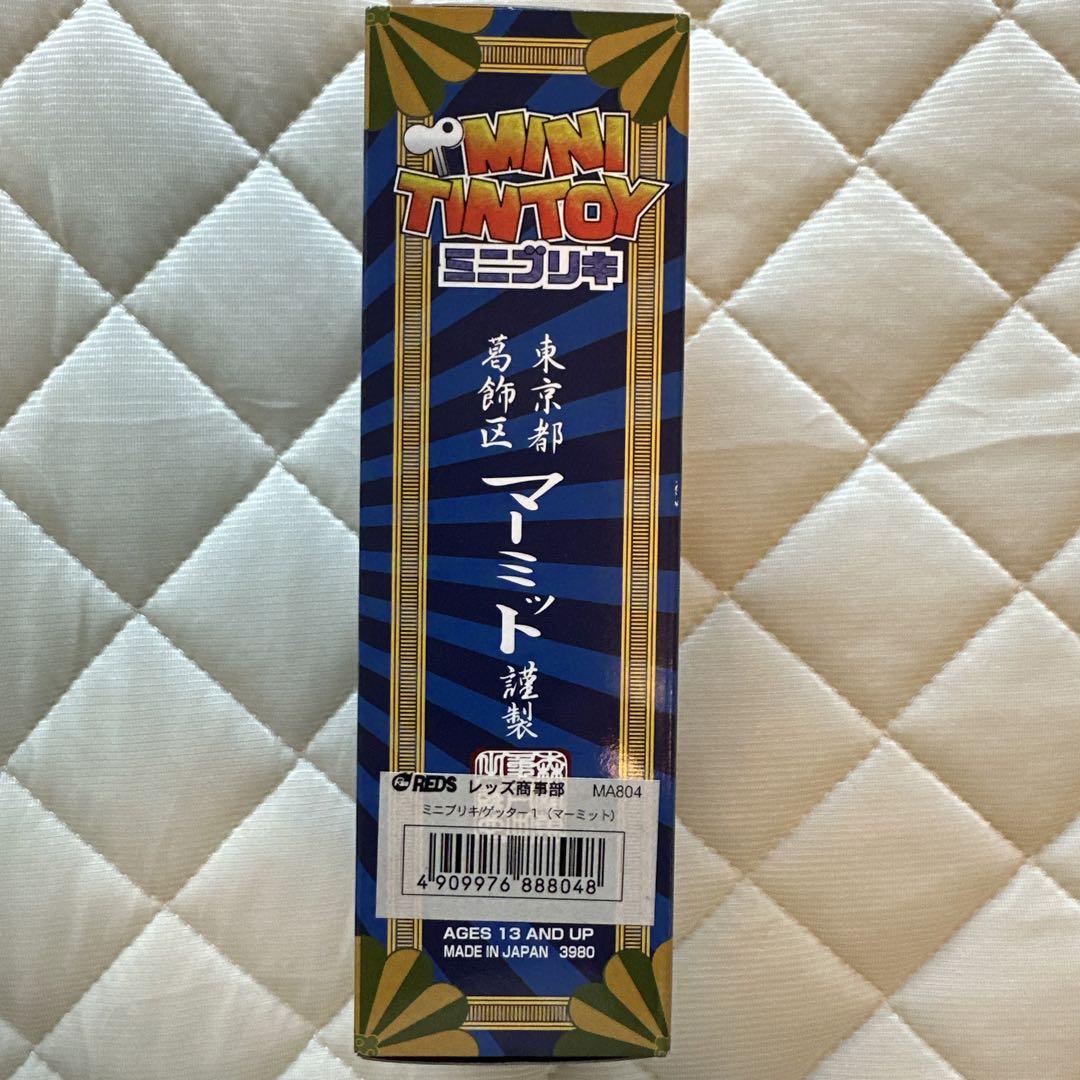 MINI
TINTOY
ミニブリキ
東京都
葛飾区
マーミット
謹製
REDS レッズ商事部 MA804
ミニブリキ/ゲッター1（マーミット）
4 909976 888048
AGES 13 AND UP
MADE IN JAPAN 3980